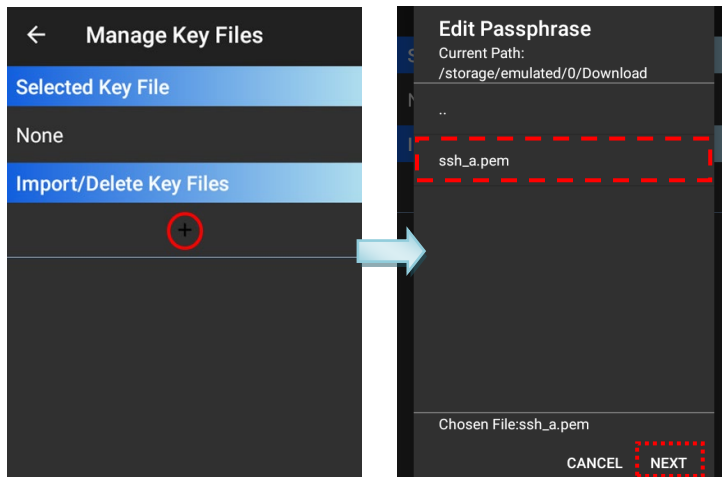 ← Manage Key Files
Selected Key File
None
Import/Delete Key Files
+
Edit Passphrase
Current Path:
/storage/emulated/0/Download
..
ssh_a.pem
Chosen File:ssh_a.pem
CANCEL NEXT